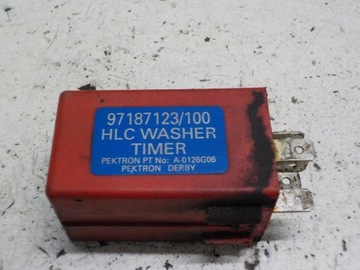 97187123/100
HLC WASHER
TIMER
PEKTRON PT No: A-0126G06
PEKTRON DERBY